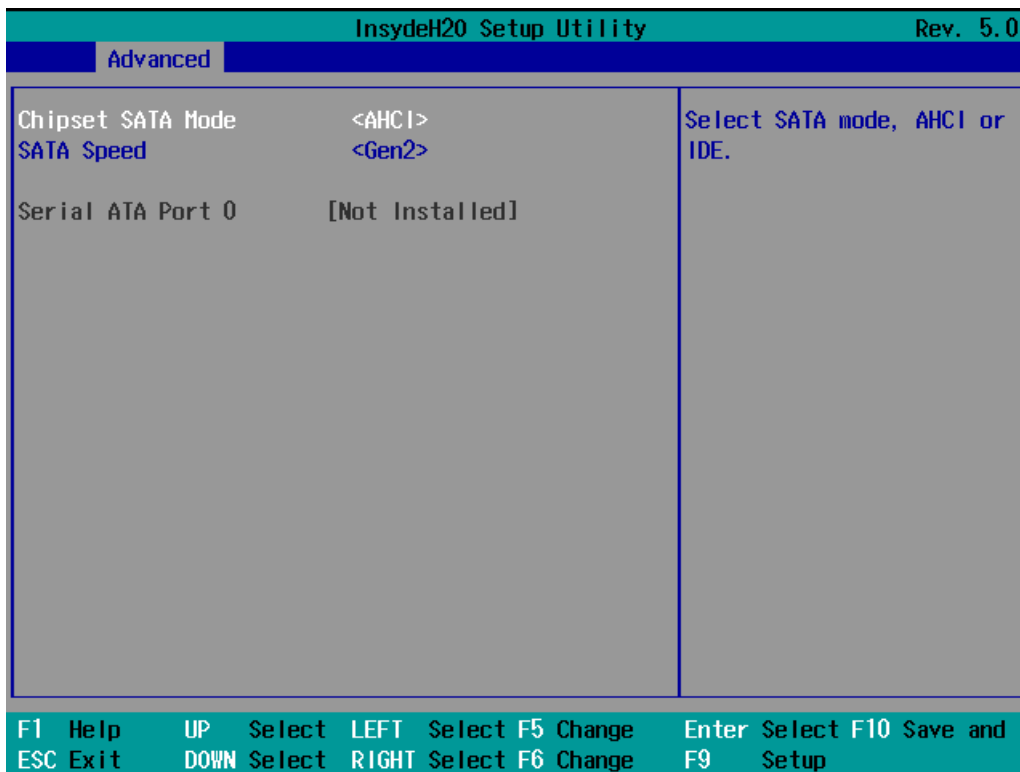 InsydeH20 Setup Utility Rev. 5.0
Advanced
Chipset SATA Mode <AHCI> Select SATA mode, AHCI or
SATA Speed <Gen2> IDE.
Serial ATA Port 0 [Not Installed]
F1 Help UP Select LEFT Select F5 Change Enter Select F10 Save and
ESC Exit DOWN Select RIGHT Select F6 Change F9 Setup